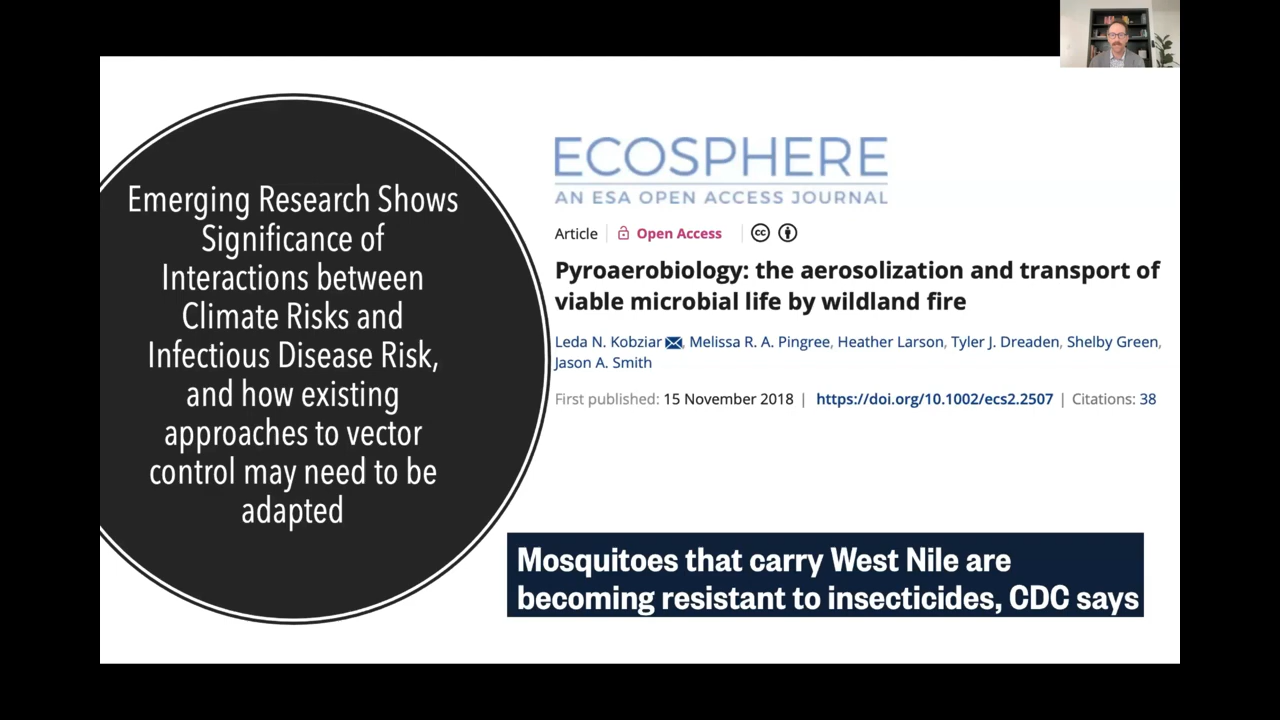 Emerging Research Shows
Significance of
Interactions between
Climate Risks and
Infectious Disease Risk,
and how existing
approaches to vector
control may need to be
adapted
ECOSPHERE
AN ESA OPEN ACCESS JOURNAL
Article Open Access
Pyroaerobiology: the aerosolization and transport of
viable microbial life by wildland fire
Leda N. Kobziar, Melissa R. A. Pingree, Heather Larson, Tyler J. Dreaden, Shelby Green,
Jason A. Smith
First published: 15 November 2018 | https://doi.org/10.1002/ecs2.2507 | Citations: 38
Mosquitoes that carry West Nile are
becoming resistant to insecticides, CDC says